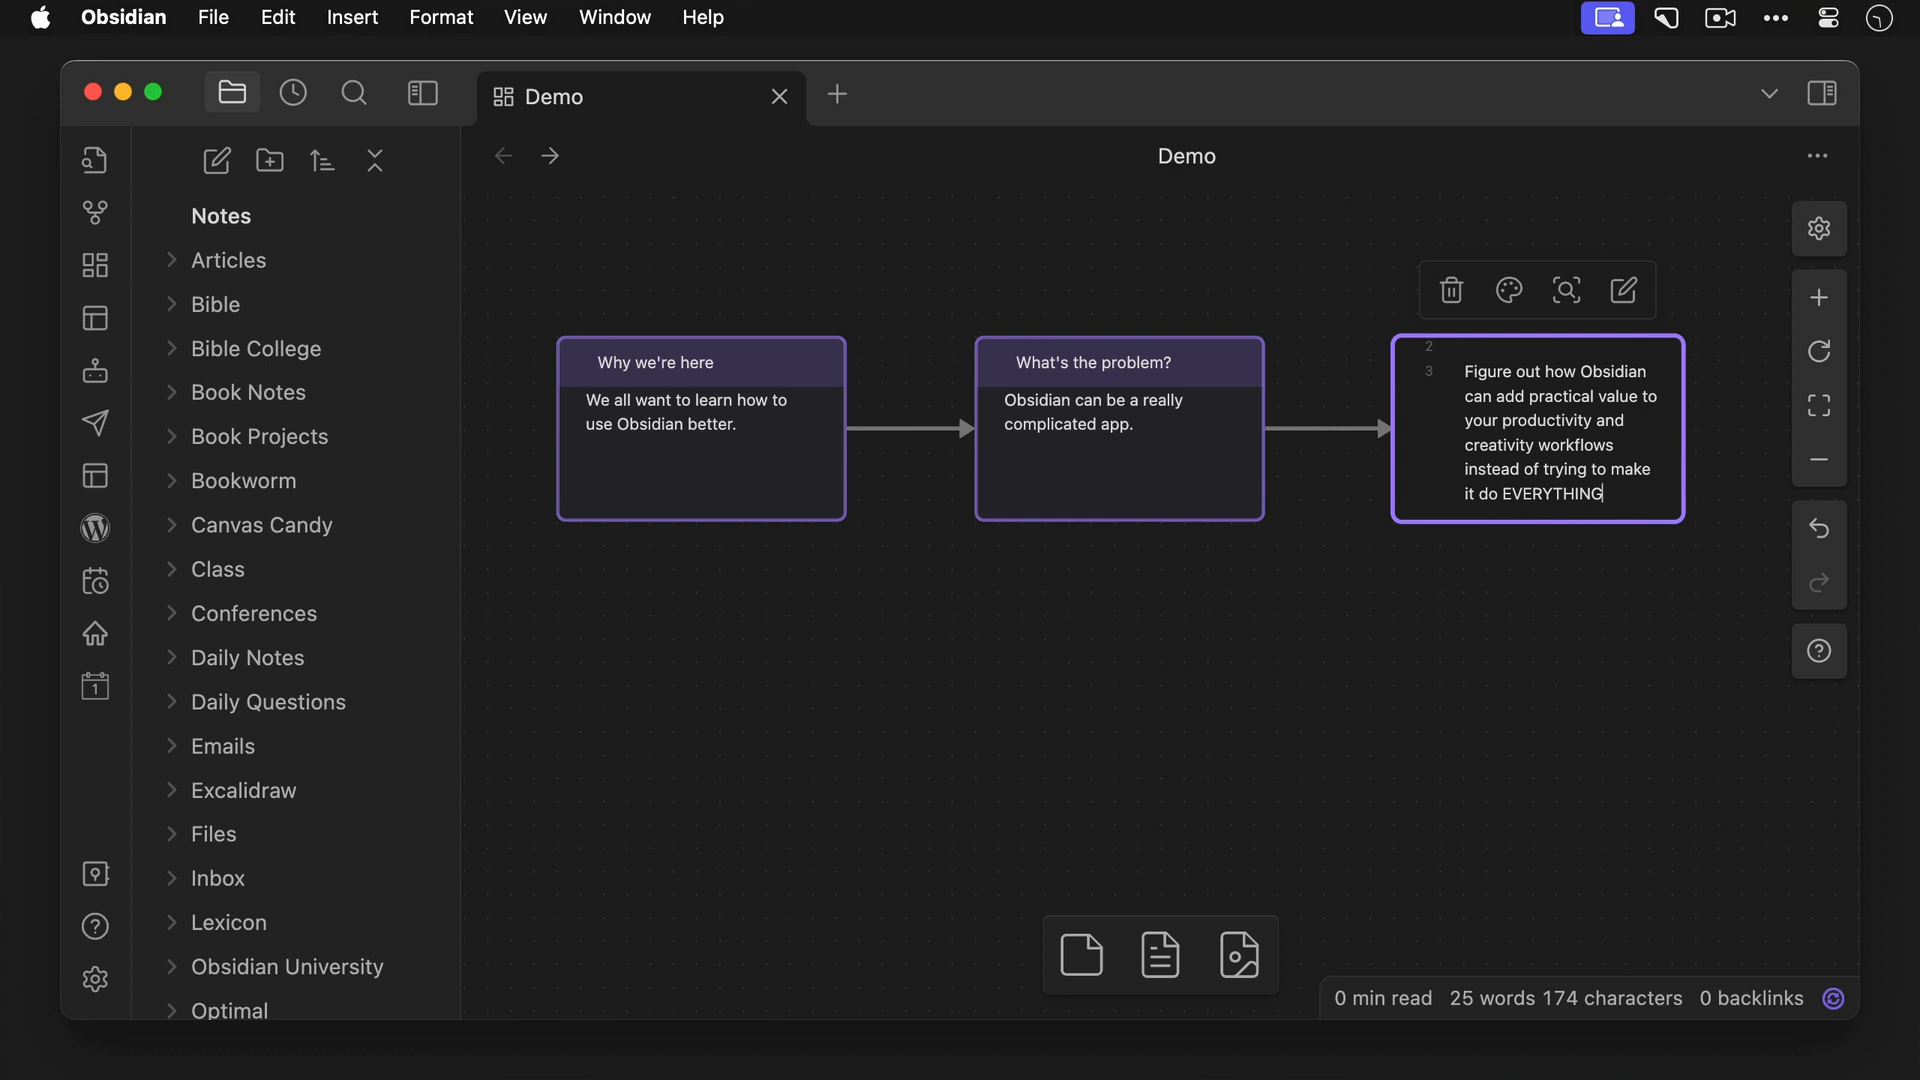 Obsidian File Edit Insert Format View Window Help
Demo
Demo
Notes
Articles
Bible
Bible College
Book Notes
Book Projects
Bookworm
Canvas Candy
Class
Conferences
Daily Notes
Daily Questions
Emails
Excalidraw
Files
Inbox
Lexicon
Obsidian University
Optimal
1
Why we're here
We all want to learn how to
use Obsidian better.
What's the problem?
Obsidian can be a really
complicated app.
2
3 Figure out how Obsidian
can add practical value to
your productivity and
creativity workflows
instead of trying to make
it do EVERYTHING
0 min read 25 words 174 characters 0 backlinks